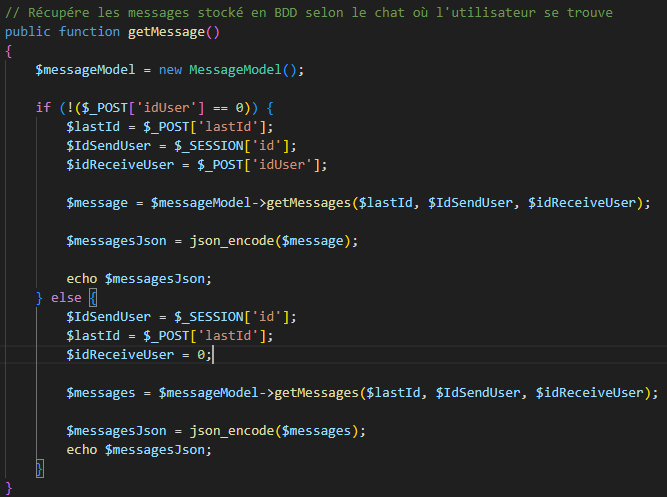 // Récupére les messages stocké en BDD selon le chat où l'utilisateur se trouve
public function getMessage()
{
    $messageModel = new MessageModel();

    if (!($_POST['idUser'] == 0)) {
        $lastId = $_POST['lastId'];
        $IdSendUser = $_SESSION['id'];
        $idReceiveUser = $_POST['idUser'];

        $message = $messageModel->getMessages($lastId, $IdSendUser, $idReceiveUser);

        $messagesJson = json_encode($message);

        echo $messagesJson;
    } else {
        $IdSendUser = $_SESSION['id'];
        $lastId = $_POST['lastId'];
        $idReceiveUser = 0;

        $messages = $messageModel->getMessages($lastId, $IdSendUser, $idReceiveUser);

        $messagesJson = json_encode($messages);
        echo $messagesJson;
    }
}